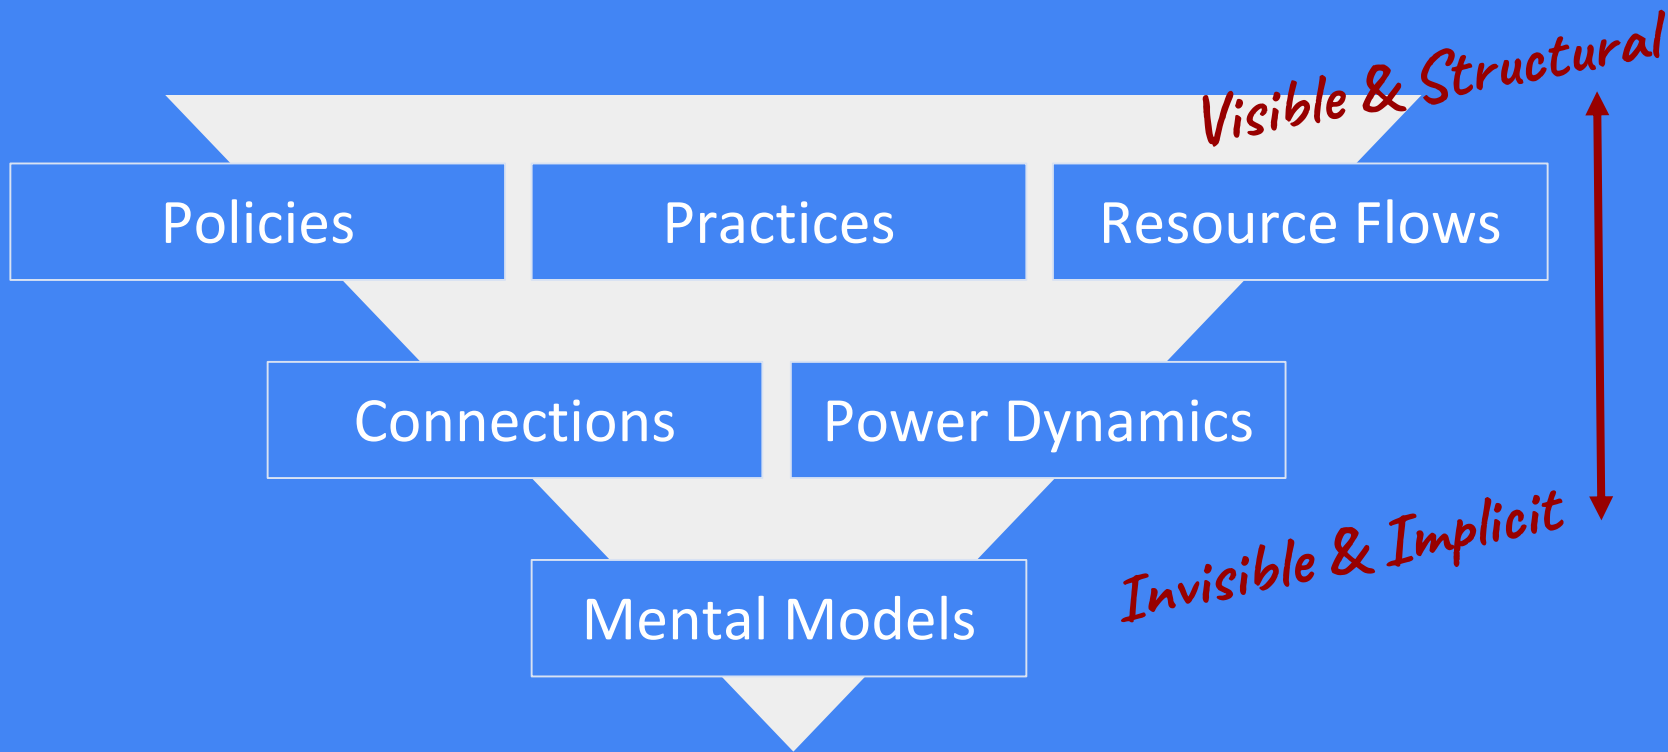 Visible & Structural
Policies
Practices
Resource Flows
Connections
Power Dynamics
Invisible & Implicit
Mental Models